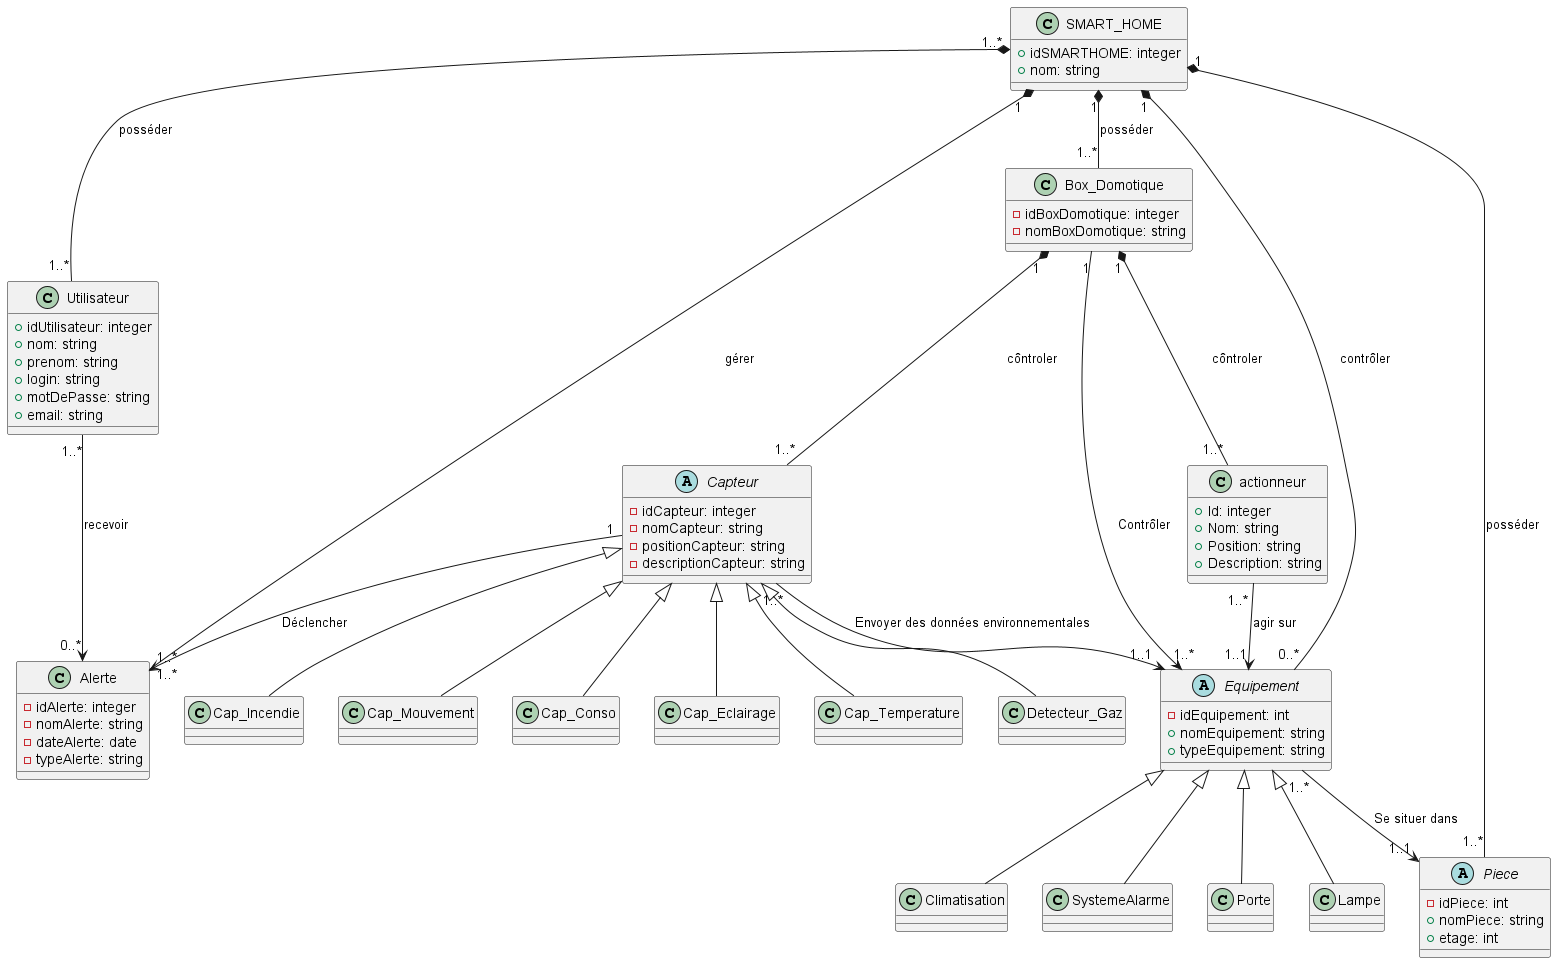 C SMART_HOME
idSMARTHOME: integer
nom: string
1..*
1
1
1
1
1
posséder
posséder
1..*
C Box_Domotique
idBoxDomotique: integer
nomBoxDomotique: string
1..*
1
1
1
C Utilisateur
idUtilisateur: integer
nom: string
prenom: string
login: string
motDePasse: string
email: string
gérer
côntroler
côntroler
contrôler
1..*
1..*
1..*
A Capteur
idCapteur: integer
nomCapteur: string
positionCapteur: string
descriptionCapteur: string
C actionneur
Id: integer
Nom: string
Position: string
Description: string
recevoir
1
Contrôler
posséder
1..*
1..*
Déclencher
Envoyer des données environnementales
agir sur
0..*
1..*
1..*
1..1
1..*
1..1
0..*
C Alerte
idAlerte: integer
nomAlerte: string
dateAlerte: date
typeAlerte: string
C Cap_Incendie
C Cap_Mouvement
C Cap_Conso
C Cap_Eclairage
C Cap_Temperature
C Detecteur_Gaz
A Equipement
idEquipement: int
nomEquipement: string
typeEquipement: string
1..*
Se situer dans
1..1
1..*
C Climatisation
C SystemeAlarme
C Porte
C Lampe
A Piece
idPiece: int
nomPiece: string
etage: int